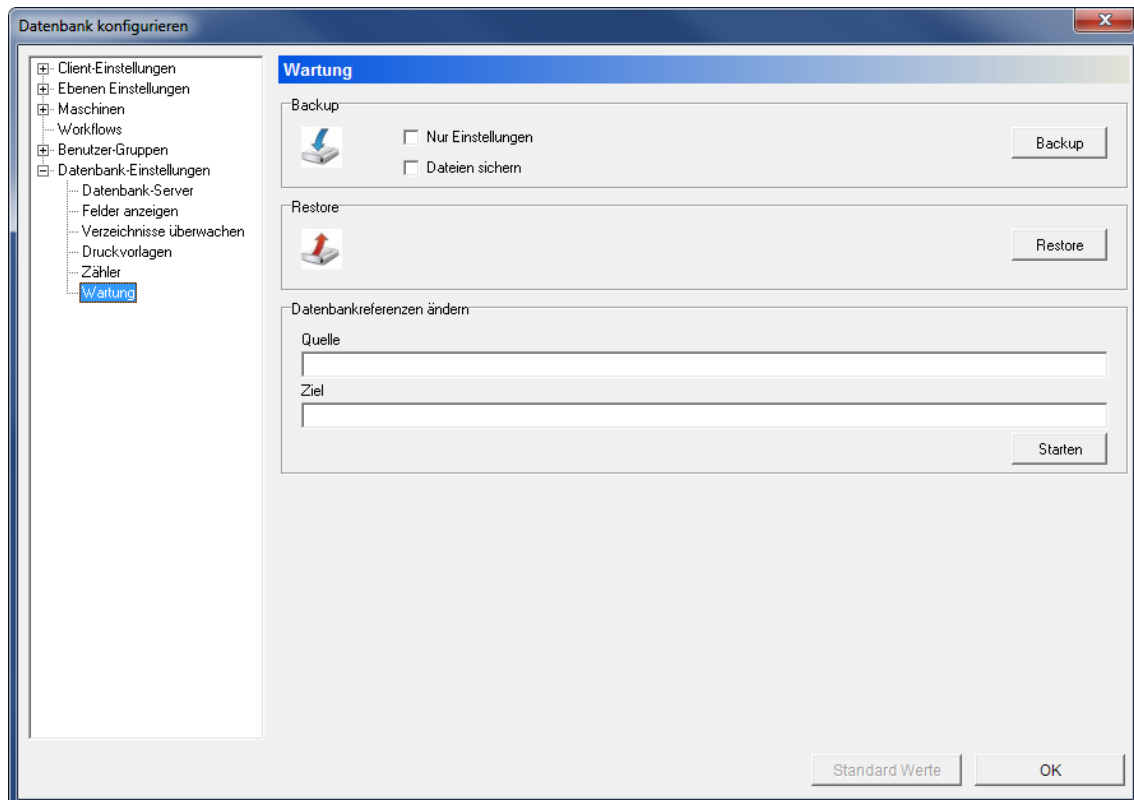 Datenbank konfigurieren
Client-Einstellungen
Ebenen Einstellungen
Maschinen
Workflows
Benutzer-Gruppen
Datenbank-Einstellungen
Datenbank-Server
Felder anzeigen
Verzeichnisse überwachen
Druckvorlagen
Zähler
Wartung
Wartung
Backup
Nur Einstellungen
Dateien sichern
Backup
Restore
Restore
Datenbankreferenzen ändern
Quelle
Ziel
Starten
Standard Werte
OK